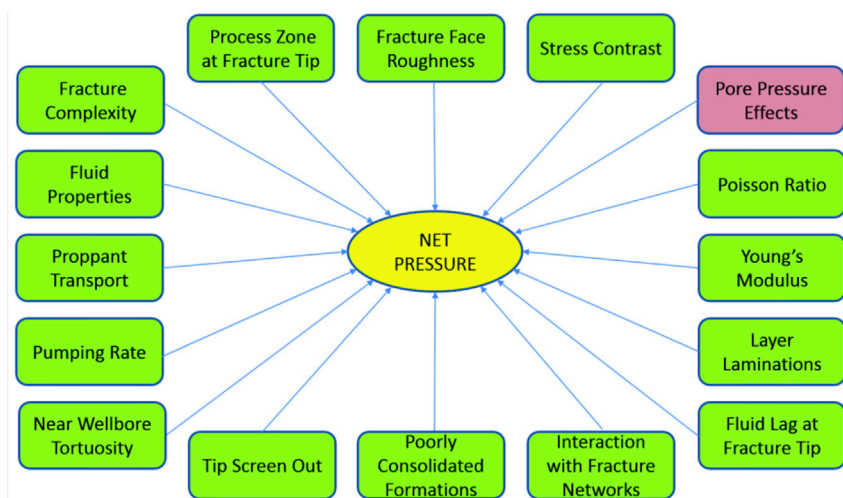 Process Zone
at Fracture Tip
Fracture Face
Roughness
Stress Contrast
Fracture
Complexity
Pore Pressure
Effects
Fluid
Properties
Poisson Ratio
NET
PRESSURE
Proppant
Transport
Young's
Modulus
Pumping Rate
Layer
Laminations
Near Wellbore
Tortuosity
Tip Screen Out
Poorly
Consolidated
Formations
Interaction
with Fracture
Networks
Fluid Lag at
Fracture Tip